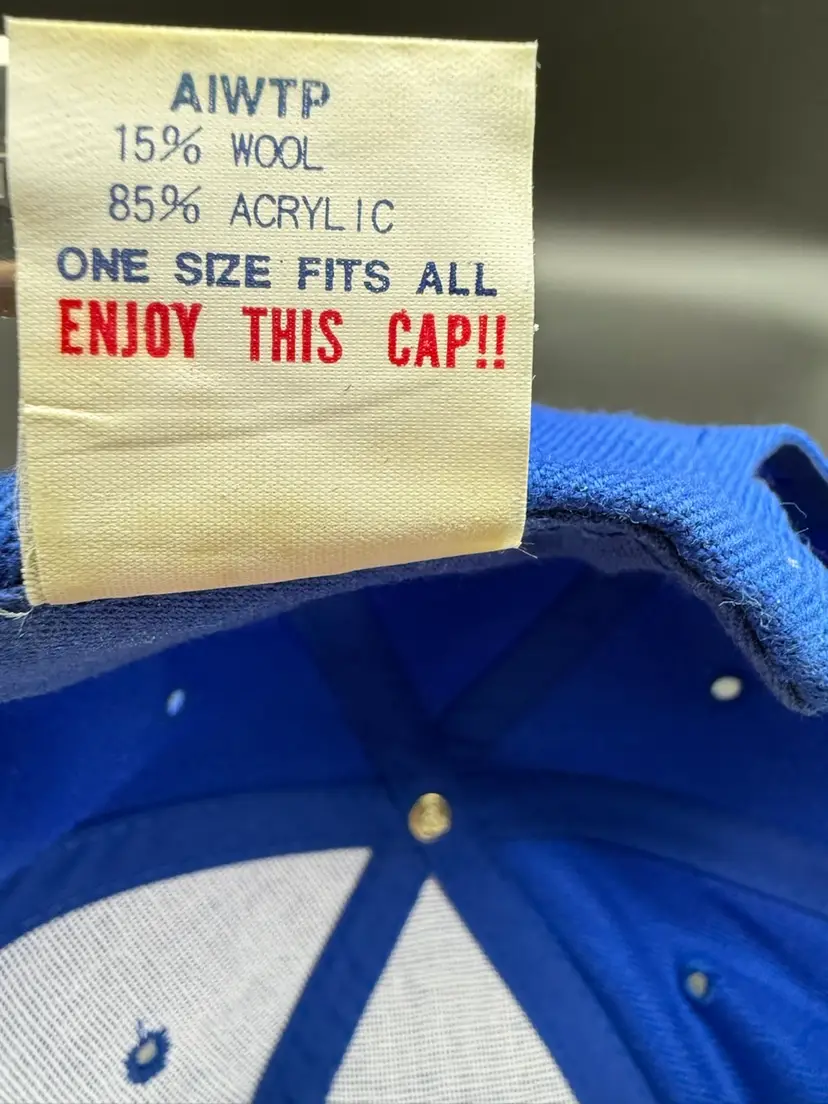 AIWTP
15% WOOL
85% ACRYLIC
ONE SIZE FITS ALL
ENJOY THIS CAP!!